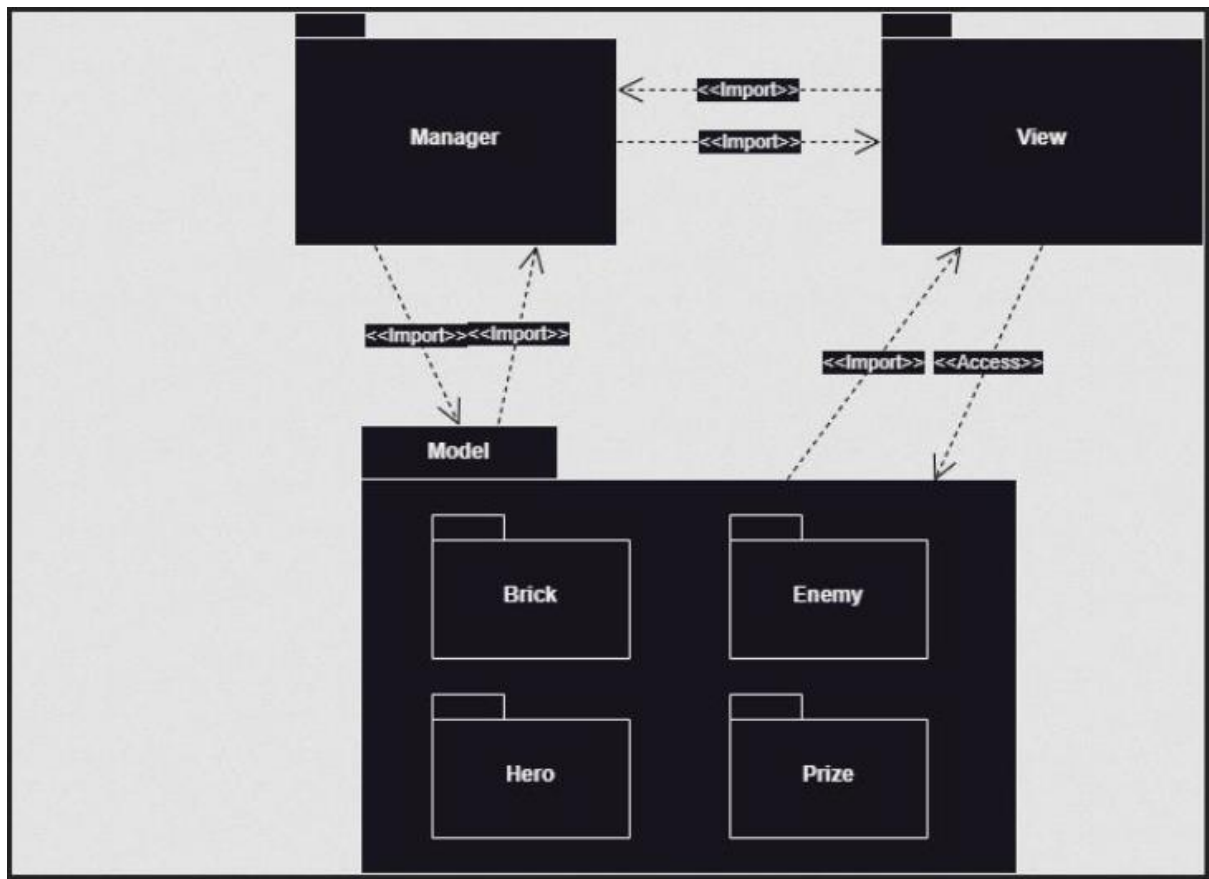 <<Import>>
Manager
<<Import>>
View
<<Import>><<Import>>
<<Import>> <<Access>>
Model
Brick
Enemy
Hero
Prize